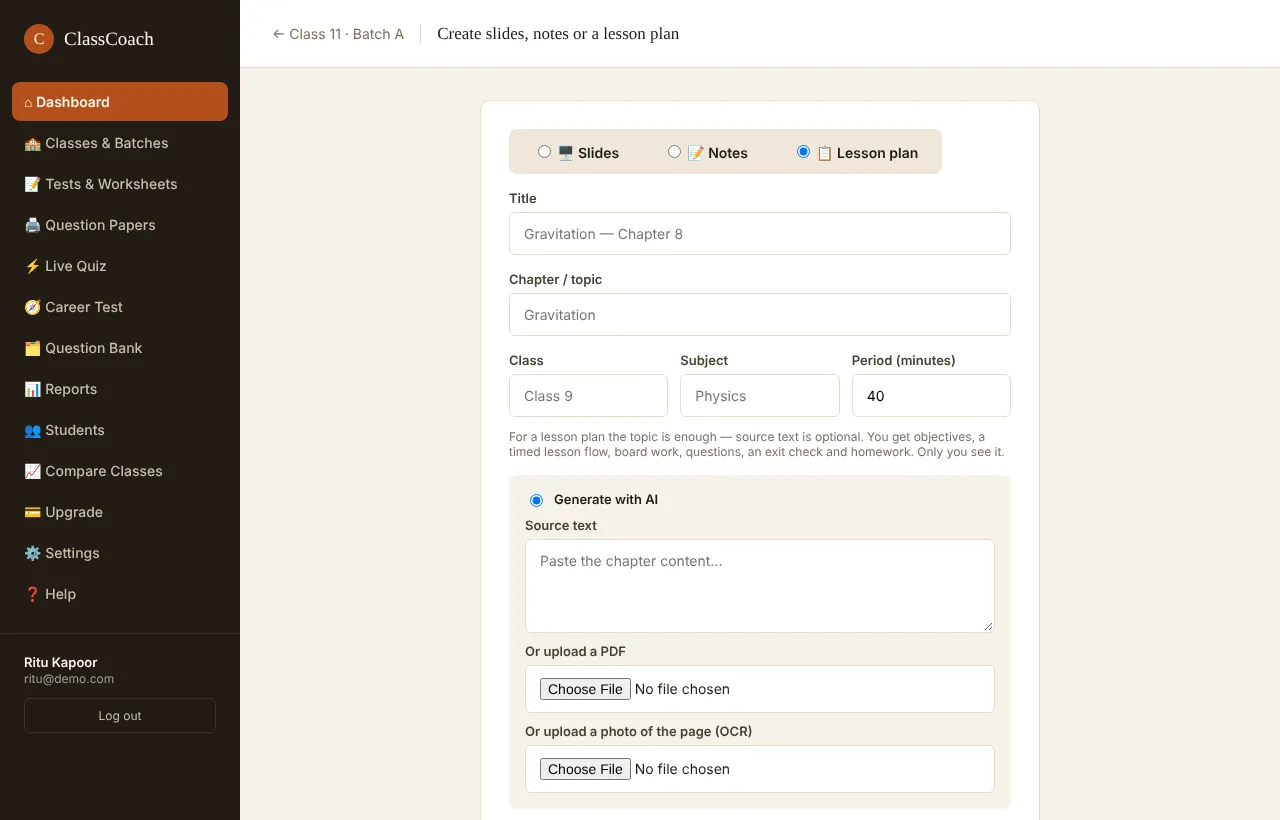 C ClassCoach
← Class 11 · Batch A
Create slides, notes or a lesson plan
Dashboard
Classes & Batches
Tests & Worksheets
Question Papers
Live Quiz
Career Test
Question Bank
Reports
Students
Compare Classes
Upgrade
Settings
Help
Ritu Kapoor
ritu@demo.com
Log out
Slides Notes Lesson plan
Title
Gravitation — Chapter 8
Chapter / topic
Gravitation
Class Subject Period (minutes)
Class 9 Physics 40
For a lesson plan the topic is enough — source text is optional. You get objectives, a
timed lesson flow, board work, questions, an exit check and homework. Only you see it.
Generate with AI
Source text
Paste the chapter content...
Or upload a PDF
Choose File No file chosen
Or upload a photo of the page (OCR)
Choose File No file chosen